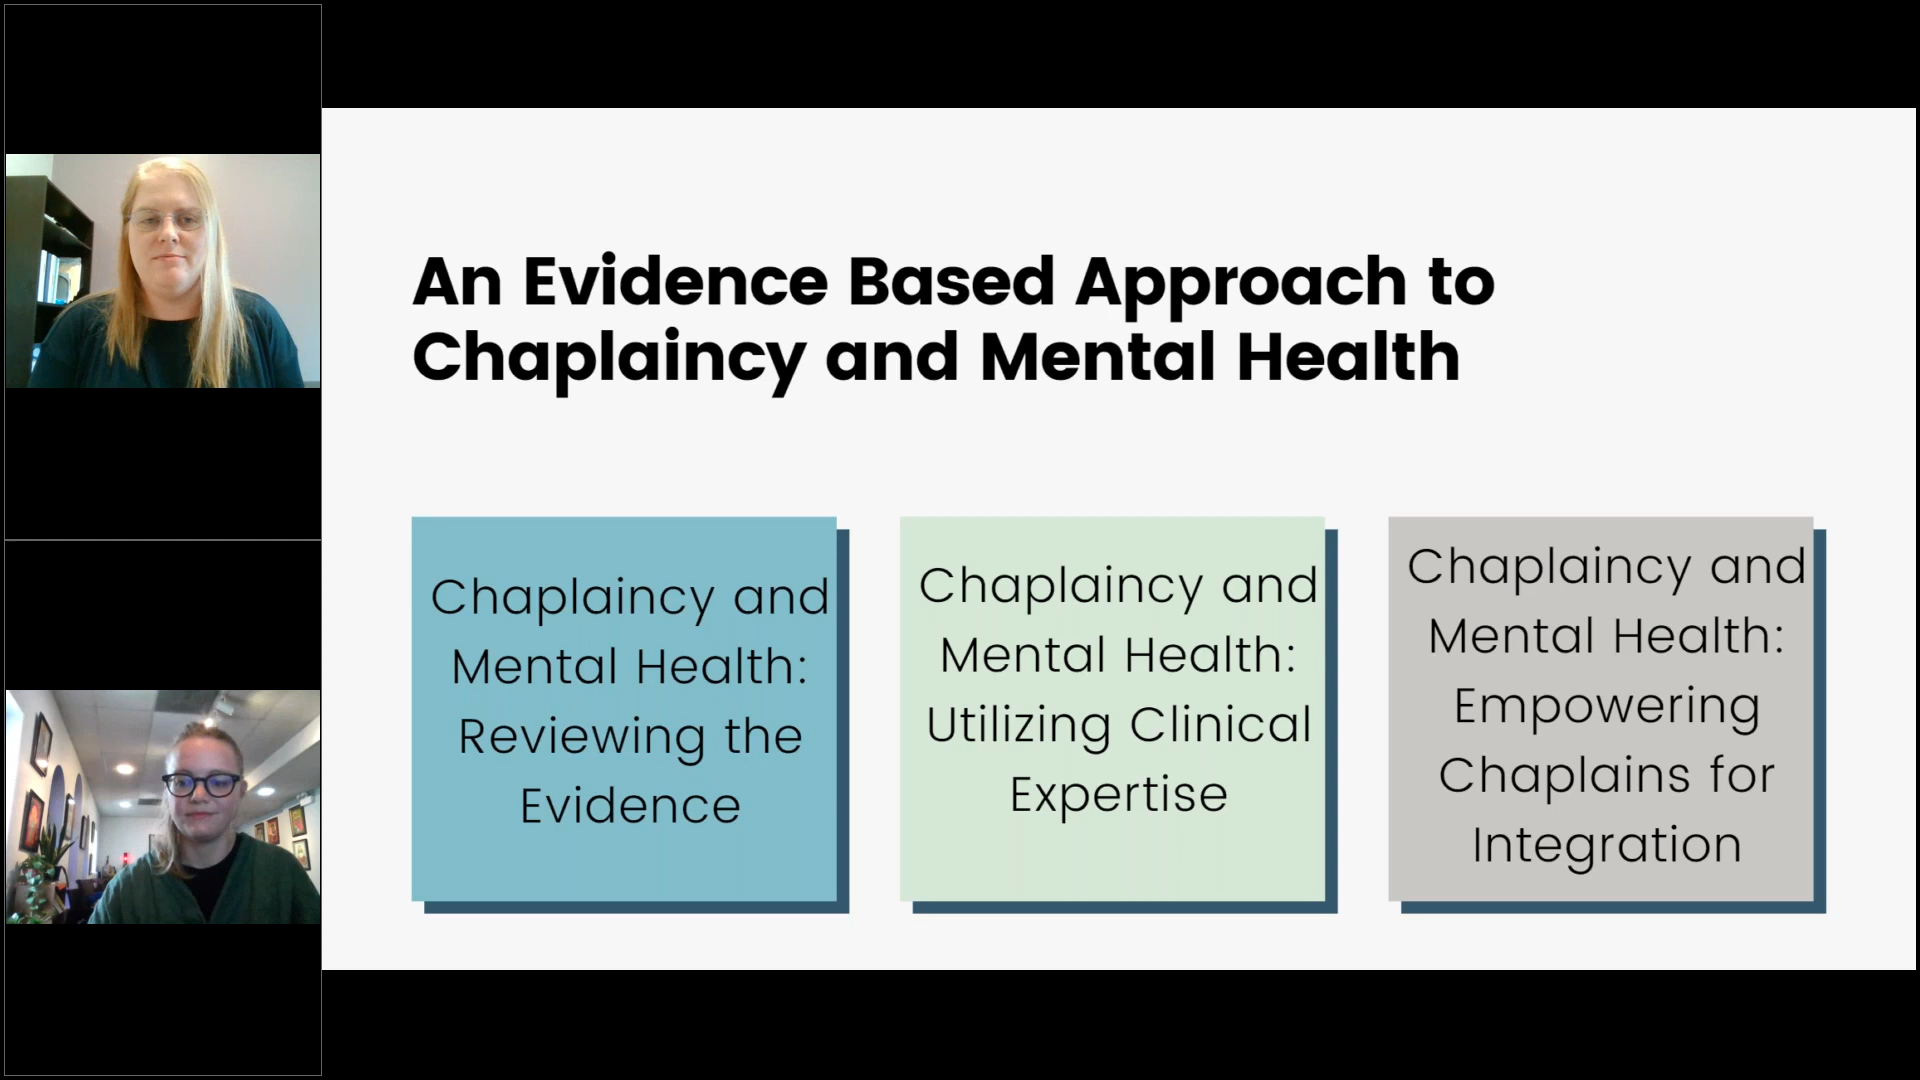 An Evidence Based Approach to
Chaplaincy and Mental Health
Chaplaincy and
Mental Health:
Reviewing the
Evidence
Chaplaincy and
Mental Health:
Utilizing Clinical
Expertise
Chaplaincy and
Mental Health:
Empowering
Chaplains for
Integration